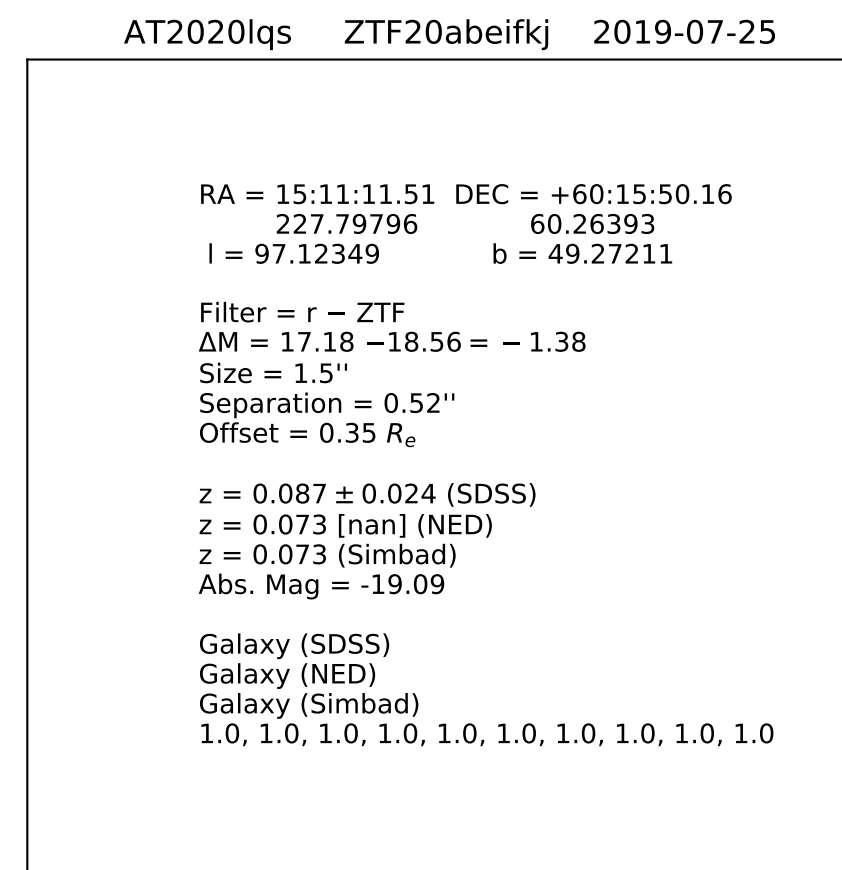 AT2020lqs ZTF20abeifkj 2019-07-25
RA = 15:11:11.51 DEC = +60:15:50.16
227.79796 60.26393
l = 97.12349 b = 49.27211
Filter = r − ZTF
ΔM = 17.18 −18.56 = − 1.38
Size = 1.5''
Separation = 0.52''
Offset = 0.35 Rₑ
z = 0.087 ± 0.024 (SDSS)
z = 0.073 [nan] (NED)
z = 0.073 (Simbad)
Abs. Mag = -19.09
Galaxy (SDSS)
Galaxy (NED)
Galaxy (Simbad)
1.0, 1.0, 1.0, 1.0, 1.0, 1.0, 1.0, 1.0, 1.0, 1.0